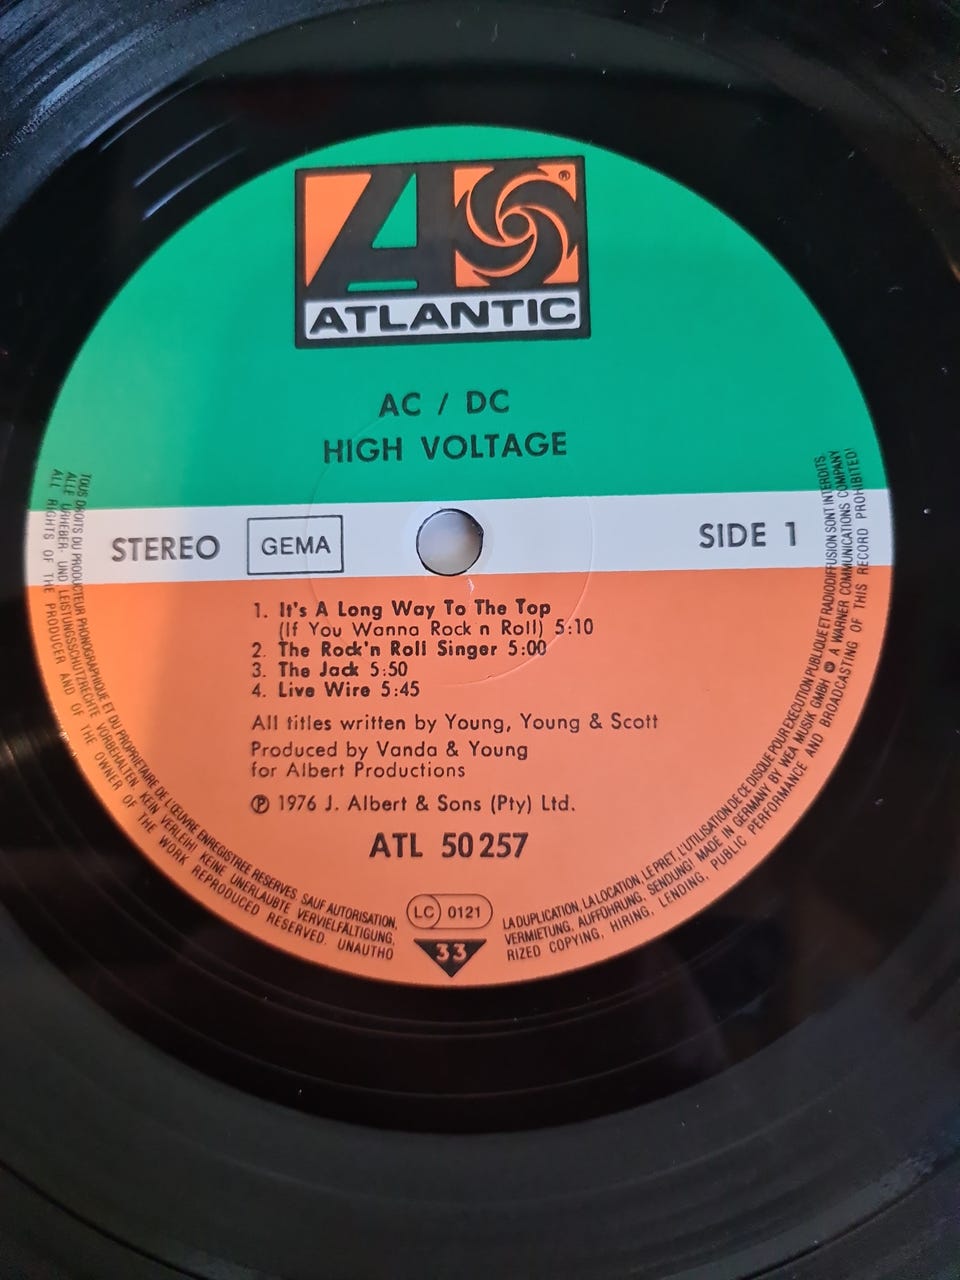 ®
ATLANTIC
AC / DC
HIGH VOLTAGE
STEREO GEMA SIDE 1
1. It's A Long Way To The Top
(If You Wanna Rock n Roll) 5:10
2. The Rock'n Roll Singer 5:00
3. The Jack 5:50
4. Live Wire 5:45
All titles written by Young, Young & Scott
Produced by Vanda & Young
for Albert Productions
℗ 1976 J. Albert & Sons (Pty) Ltd.
ATL 50 257
LC 0121
33
TOUS DROITS DU PRODUCTEUR PHONOGRAPHIQUE ET DU PROPRIETAIRE DE L'ŒUVRE ENREGISTREE RESERVES. SAUF AUTORISATION, LA DUPLICATION, LA LOCATION, LE PRET, L'UTILISATION DE CE DISQUE POUR EXECUTION PUBLIQUE ET RADIODIFFUSION SONT INTERDITS.
ALLE URHEBER- UND LEISTUNGSSCHUTZRECHTE VORBEHALTEN. KEIN VERLEIH! KEINE UNERLAUBTE VERVIELFÄLTIGUNG, VERMIETUNG, AUFFÜHRUNG, SENDUNG! MADE IN GERMANY BY WEA MUSIK GMBH A WARNER COMMUNICATIONS COMPANY
ALL RIGHTS OF THE PRODUCER AND OF THE OWNER OF THE WORK REPRODUCED RESERVED. UNAUTHORIZED COPYING, HIRING, LENDING, PUBLIC PERFORMANCE AND BROADCASTING OF THIS RECORD PROHIBITED!